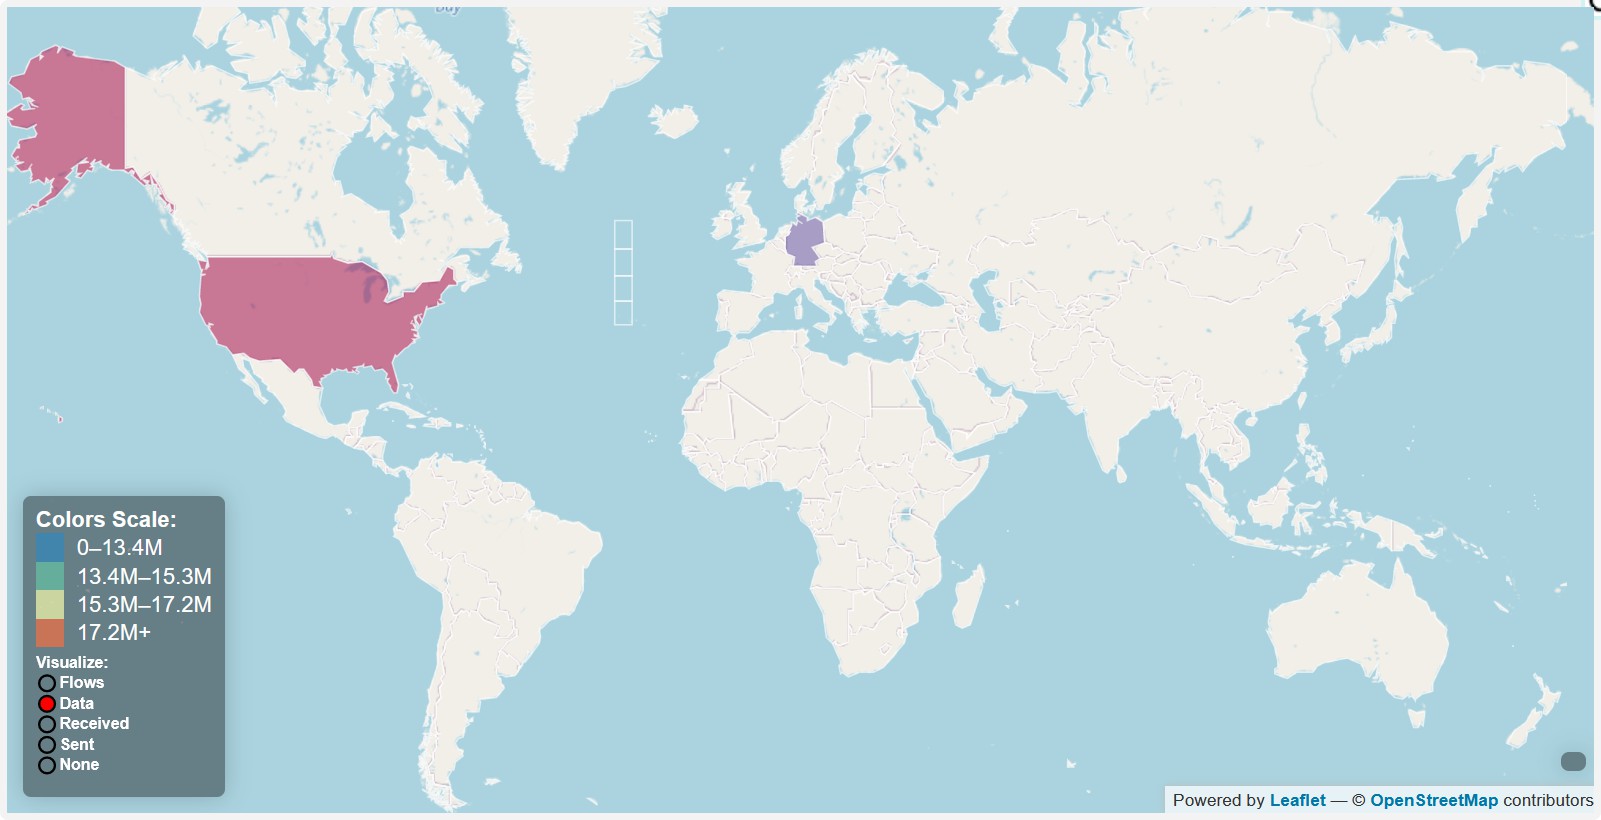 Bay
Colors Scale:
0–13.4M
13.4M–15.3M
15.3M–17.2M
17.2M+
Visualize:
Flows
Data
Received
Sent
None
Powered by Leaflet — © OpenStreetMap contributors